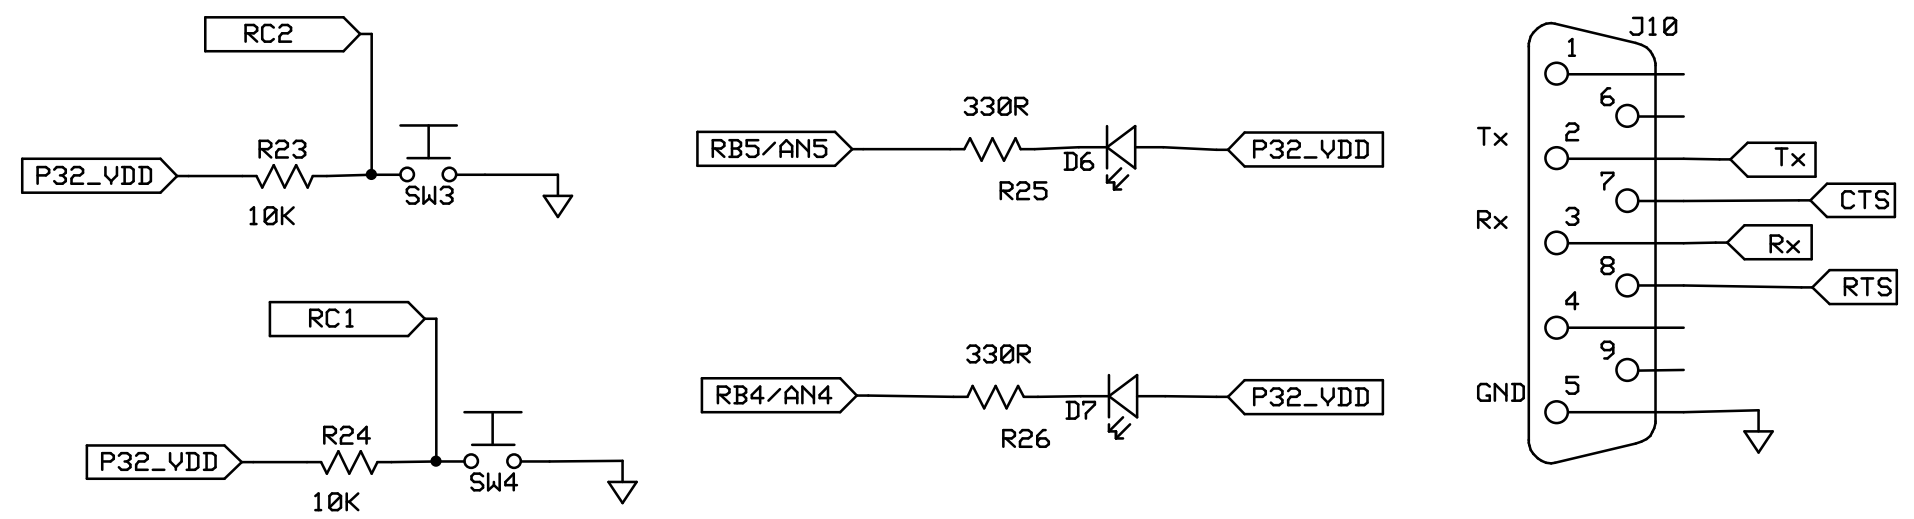 RC2
P32_VDD
R23
10K
SW3
RC1
P32_VDD
R24
10K
SW4
330R
RB5/AN5
D6
P32_VDD
R25
330R
RB4/AN4
D7
P32_VDD
R26
J10
1
6
Tx
2
Tx
7
CTS
Rx
3
Rx
8
RTS
4
9
GND
5